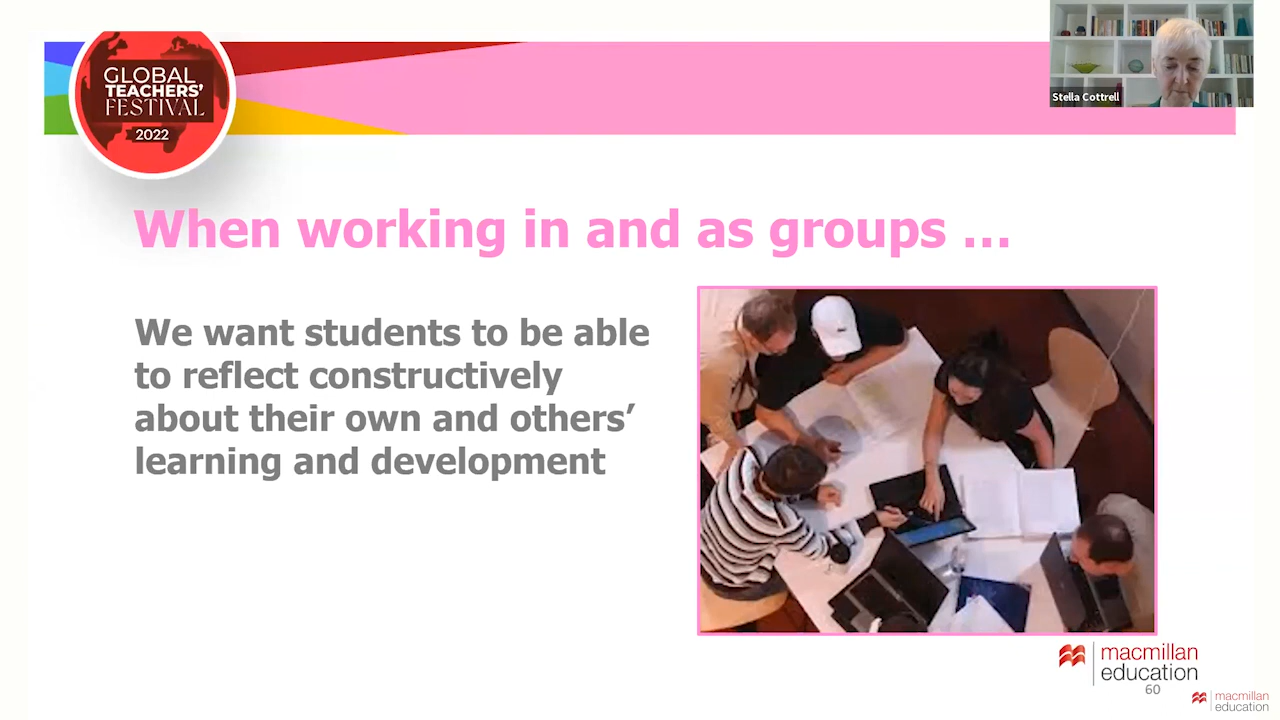 GLOBAL
TEACHERS'
FESTIVAL
2022
Stella Cottrell
When working in and as groups ...
We want students to be able
to reflect constructively
about their own and others’
learning and development
macmillan
education
60
macmillan
education